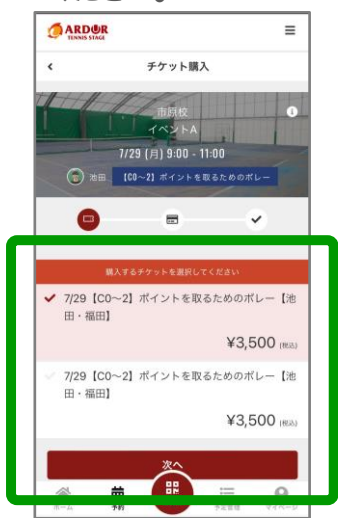 ARDOR
TENNIS STAGE
チケット購入
市原校
イベントA
7/29 (月) 9:00 - 11:00
池田 【C0〜2】ポイントを取るためのボレー
購入するチケットを選択してください
7/29【C0〜2】ポイントを取るためのボレー【池
田・福田】
¥3,500 (税込)
7/29【C0〜2】ポイントを取るためのボレー【池
田・福田】
¥3,500 (税込)
次へ
ホーム 予約 予定管理 マイページ